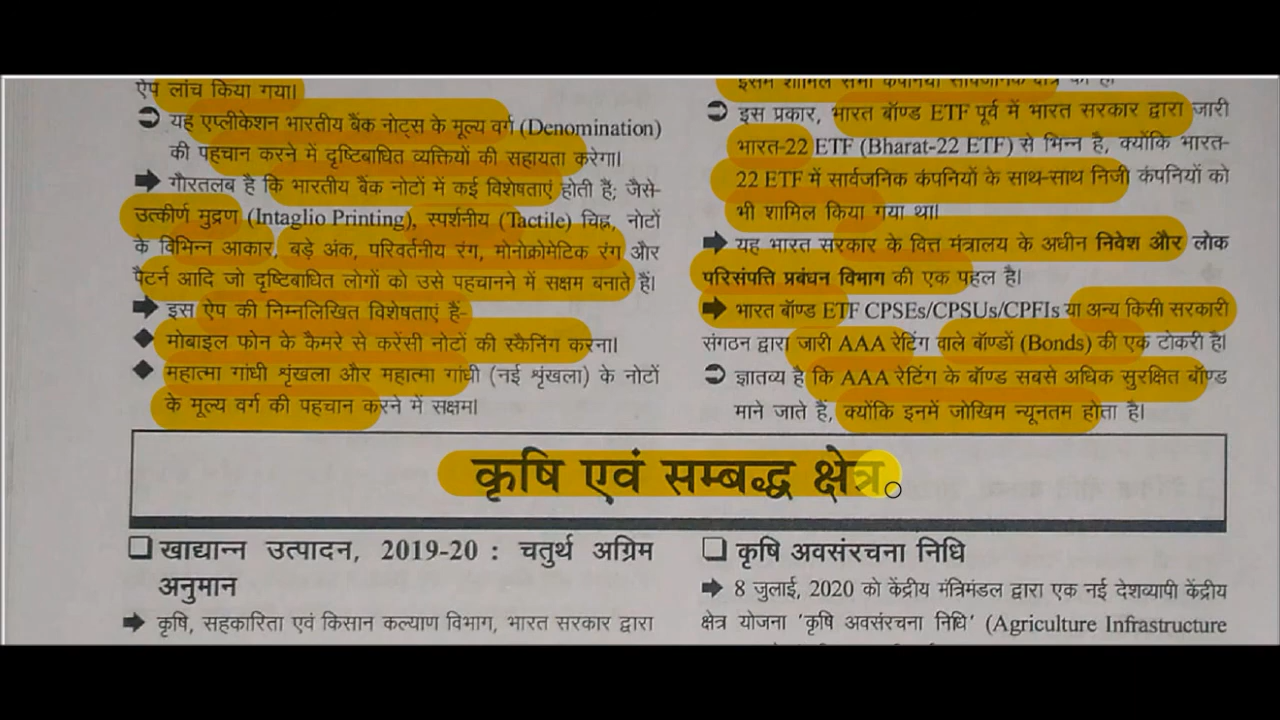 ऐप लांच किया गया।
➲ यह एप्लीकेशन भारतीय बैंक नोट्स के मूल्य वर्ग (Denomination)
की पहचान करने में दृष्टिबाधित व्यक्तियों की सहायता करेगा।
➡ गौरतलब है कि भारतीय बैंक नोटों में कई विशेषताएं होती हैं; जैसे-
उत्कीर्ण मुद्रण (Intaglio Printing), स्पर्शनीय (Tactile) चिह्न, नोटों
के विभिन्न आकार, बड़े अंक, परिवर्तनीय रंग, मोनोक्रोमेटिक रंग और
पैटर्न आदि जो दृष्टिबाधित लोगों को उसे पहचानने में सक्षम बनाते हैं।
➡ इस ऐप की निम्नलिखित विशेषताएं हैं-
◆ मोबाइल फोन के कैमरे से करेंसी नोटों की स्कैनिंग करना।
◆ महात्मा गांधी शृंखला और महात्मा गांधी (नई शृंखला) के नोटों
के मूल्य वर्ग की पहचान करने में सक्षम।
इसमें शामिल सभी कंपनियां सार्वजनिक क्षेत्र की हैं।
➲ इस प्रकार, भारत बॉण्ड ETF पूर्व में भारत सरकार द्वारा जारी
भारत-22 ETF (Bharat-22 ETF) से भिन्न है, क्योंकि भारत-
22 ETF में सार्वजनिक कंपनियों के साथ-साथ निजी कंपनियों को
भी शामिल किया गया था।
➡ यह भारत सरकार के वित्त मंत्रालय के अधीन निवेश और लोक
परिसंपत्ति प्रबंधन विभाग की एक पहल है।
➡ भारत बॉण्ड ETF CPSEs/CPSUs/CPFIs या अन्य किसी सरकारी
संगठन द्वारा जारी AAA रेटिंग वाले बॉण्डों (Bonds) की एक टोकरी है।
➲ ज्ञातव्य है कि AAA रेटिंग के बॉण्ड सबसे अधिक सुरक्षित बॉण्ड
माने जाते हैं, क्योंकि इनमें जोखिम न्यूनतम होता है।
कृषि एवं सम्बद्ध क्षेत्र
❑ खाद्यान्न उत्पादन, 2019-20 : चतुर्थ अग्रिम
अनुमान
➡ कृषि, सहकारिता एवं किसान कल्याण विभाग, भारत सरकार द्वारा
❑ कृषि अवसंरचना निधि
➡ 8 जुलाई, 2020 को केंद्रीय मंत्रिमंडल द्वारा एक नई देशव्यापी केंद्रीय
क्षेत्र योजना 'कृषि अवसंरचना निधि' (Agriculture Infrastructure